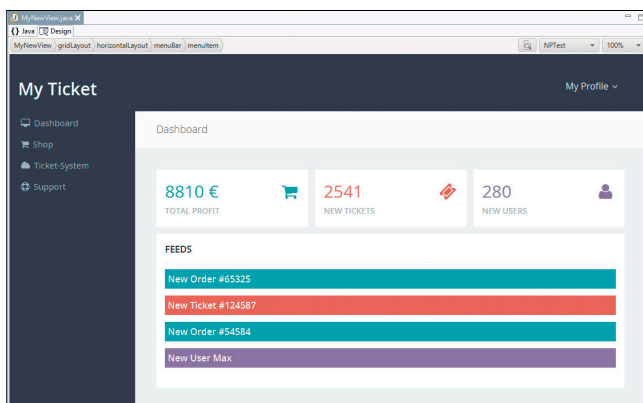 MyNewView.java
Java Design
MyNewView gridLayout horizontalLayout menuBar menuItem NPTest 100%
My Ticket
My Profile
Dashboard
Shop
Ticket-System
Support
Dashboard
8810 €
TOTAL PROFIT
2541
NEW TICKETS
280
NEW USERS
FEEDS
New Order #65325
New Ticket #124587
New Order #54584
New User Max